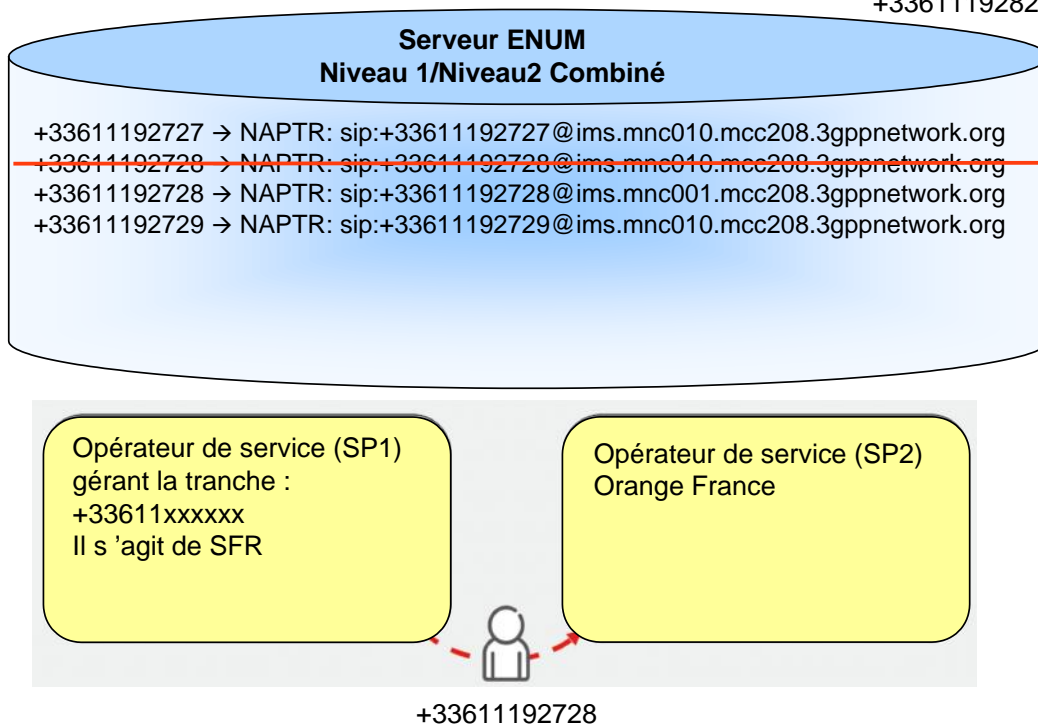 +3361119282
Serveur ENUM
Niveau 1/Niveau2 Combiné
+33611192727 → NAPTR: sip:+33611192727@ims.mnc010.mcc208.3gppnetwork.org
+33611192728 → NAPTR: sip:+33611192728@ims.mnc010.mcc208.3gppnetwork.org
+33611192728 → NAPTR: sip:+33611192728@ims.mnc001.mcc208.3gppnetwork.org
+33611192729 → NAPTR: sip:+33611192729@ims.mnc010.mcc208.3gppnetwork.org
Opérateur de service (SP1)
gérant la tranche :
+33611xxxxxx
Il s ’agit de SFR
Opérateur de service (SP2)
Orange France
+33611192728